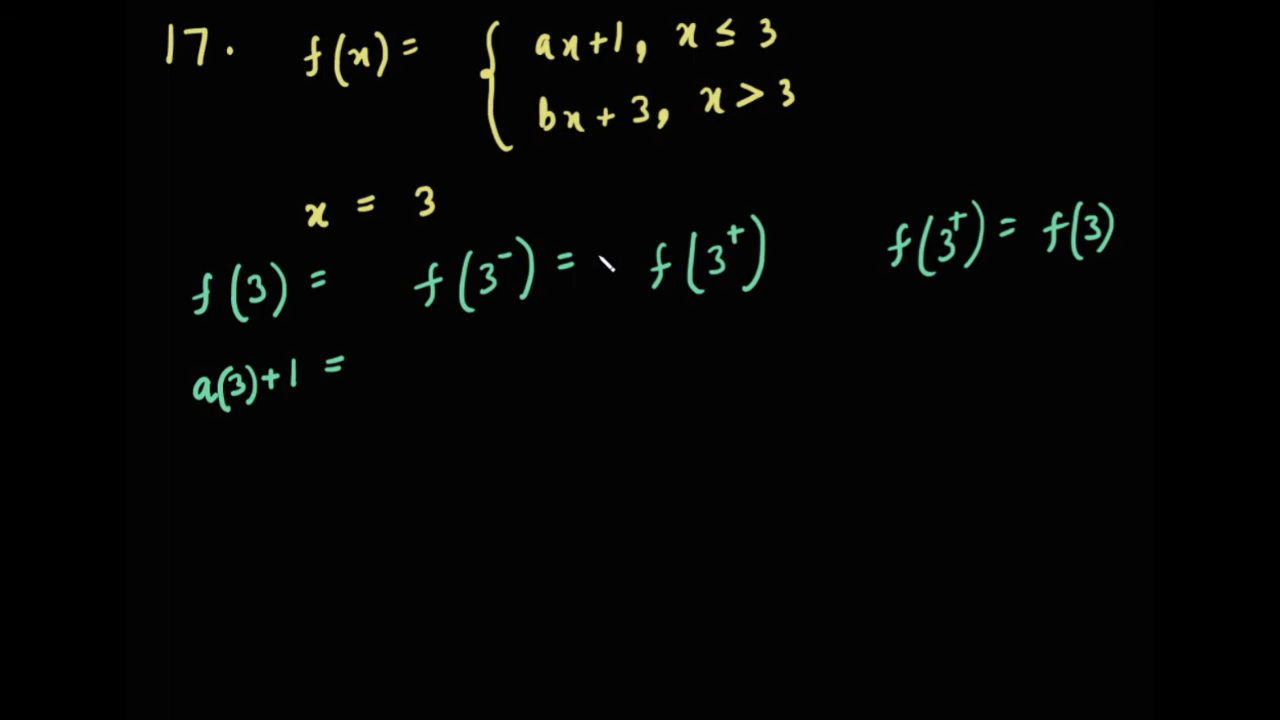 17. f(x) = { ax+1, x ≤ 3
bx + 3, x > 3
x = 3
f(3) = f(3⁻) = f(3⁺) f(3⁺) = f(3)
a(3)+1 =